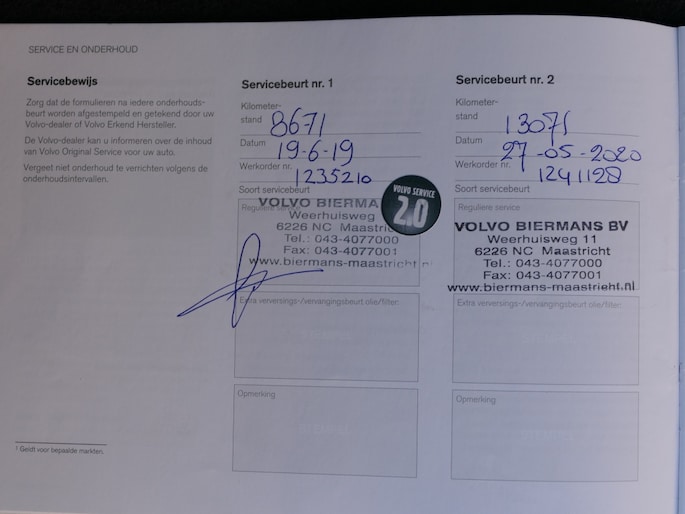 SERVICE EN ONDERHOUD
Servicebewijs
Zorg dat de formulieren na iedere onderhouds-
beurt worden afgestempeld en getekend door uw
Volvo-dealer of Volvo Erkend Hersteller.
De Volvo-dealer kan u informeren over de inhoud
van Volvo Original Service voor uw auto.
Vergeet niet onderhoud te verrichten volgens de
onderhoudsintervallen.
1 Geldt voor bepaalde markten.
Servicebeurt nr. 1
Kilometer-
stand 8671
Datum 19-6-19
Werkorder nr. 1235210
Soort servicebeurt
VOLVO SERVICE
2.0
Reguliere service
VOLVO BIERMA
Weerhuisweg
6226 NC Maastric
Tel.: 043-4077000
Fax: 043-4077001
www.biermans-maastricht.nl
Extra verversings-/vervangingsbeurt olie/filter:
Opmerking
Servicebeurt nr. 2
Kilometer-
stand 13071
Datum 27-05-2020
Werkorder nr. 1241128
Soort servicebeurt
Reguliere service
VOLVO BIERMANS BV
Weerhuisweg 11
6226 NC Maastricht
Tel.: 043-4077000
Fax: 043-4077001
www.biermans-maastricht.nl
Extra verversings-/vervangingsbeurt olie/filter:
Opmerking